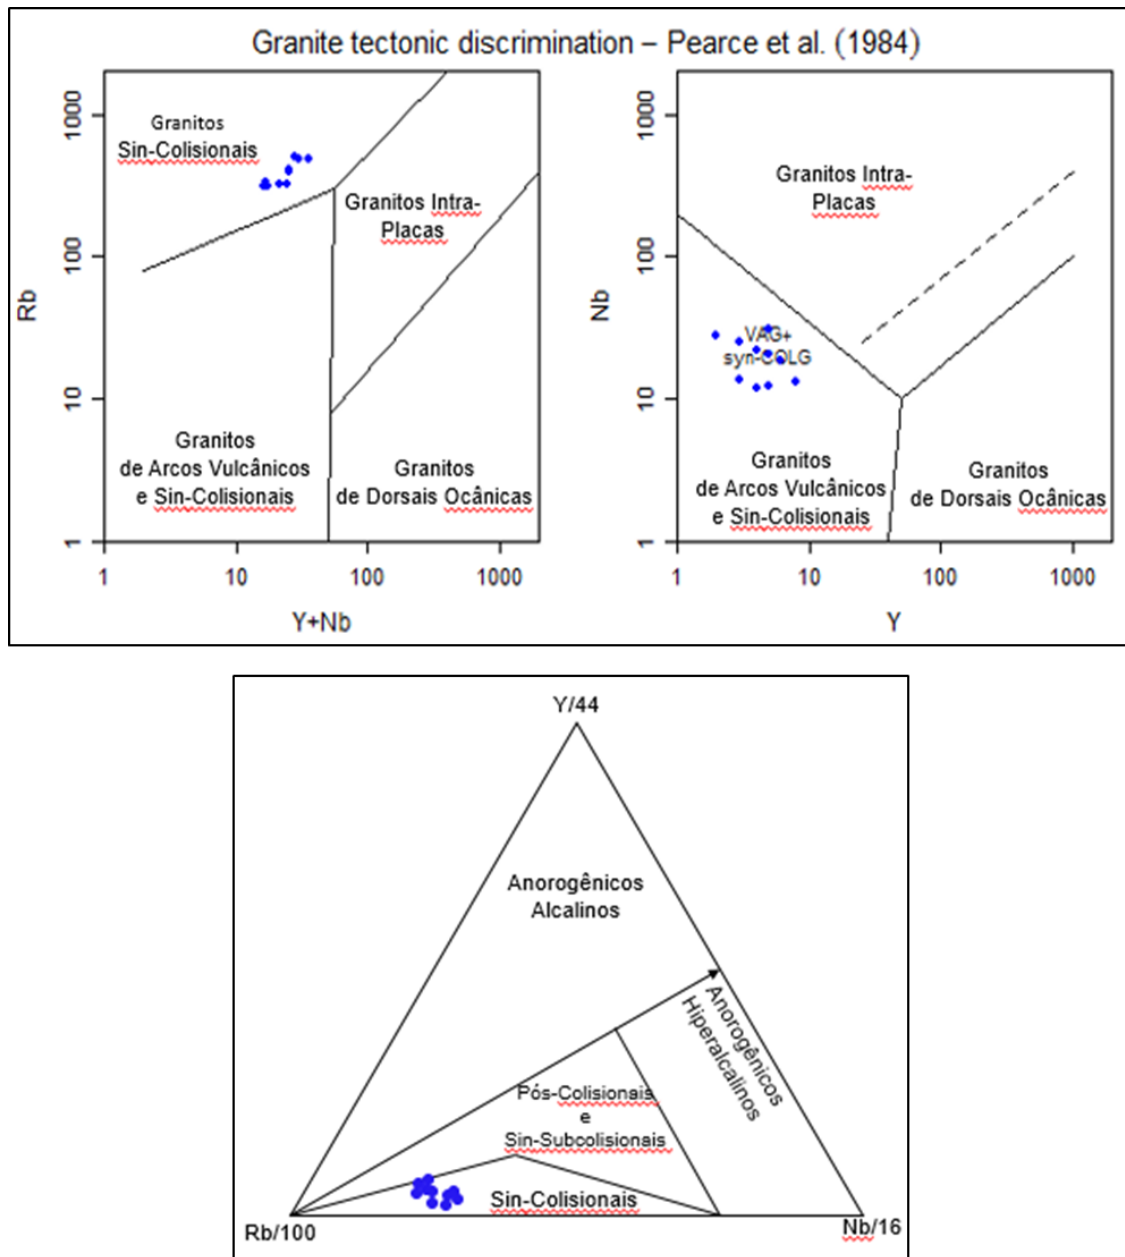 Granite tectonic discrimination – Pearce et al. (1984)
1000
100
10
1
Rb
Granitos
Sin-Colisionais
Granitos Intra-
Placas
Granitos
de Arcos Vulcânicos
e Sin-Colisionais
Granitos
de Dorsais Ocânicas
1
10
100
1000
Y+Nb
1000
100
10
1
Nb
Granitos Intra-
Placas
VAG+
syn-COLG
Granitos
de Arcos Vulcânicos
e Sin-Colisionais
Granitos
de Dorsais Ocânicas
1
10
100
1000
Y
Y/44
Anorogênicos
Alcalinos
Anorogênicos
Hiperalcalinos
Pós-Colisionais
e
Sin-Subcolisionais
Sin-Colisionais
Rb/100
Nb/16